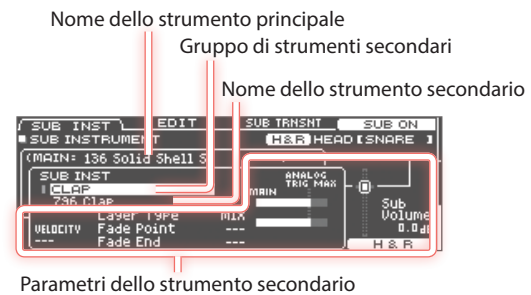 Nome dello strumento principale
Gruppo di strumenti secondari
Nome dello strumento secondario
SUB INST EDIT SUB TRNSNT SUB ON
SUB INSTRUMENT H&R HEAD [SNARE ]
(MAIN: 136 Solid Shell S
SUB INST ANALOG
TRIG MAX
CLAP MAIN
796 Clap Sub
Layer Type MIX Volume
VELOCITY Fade Point --- 0.0dB
--- Fade End --- H & R
Parametri dello strumento secondario